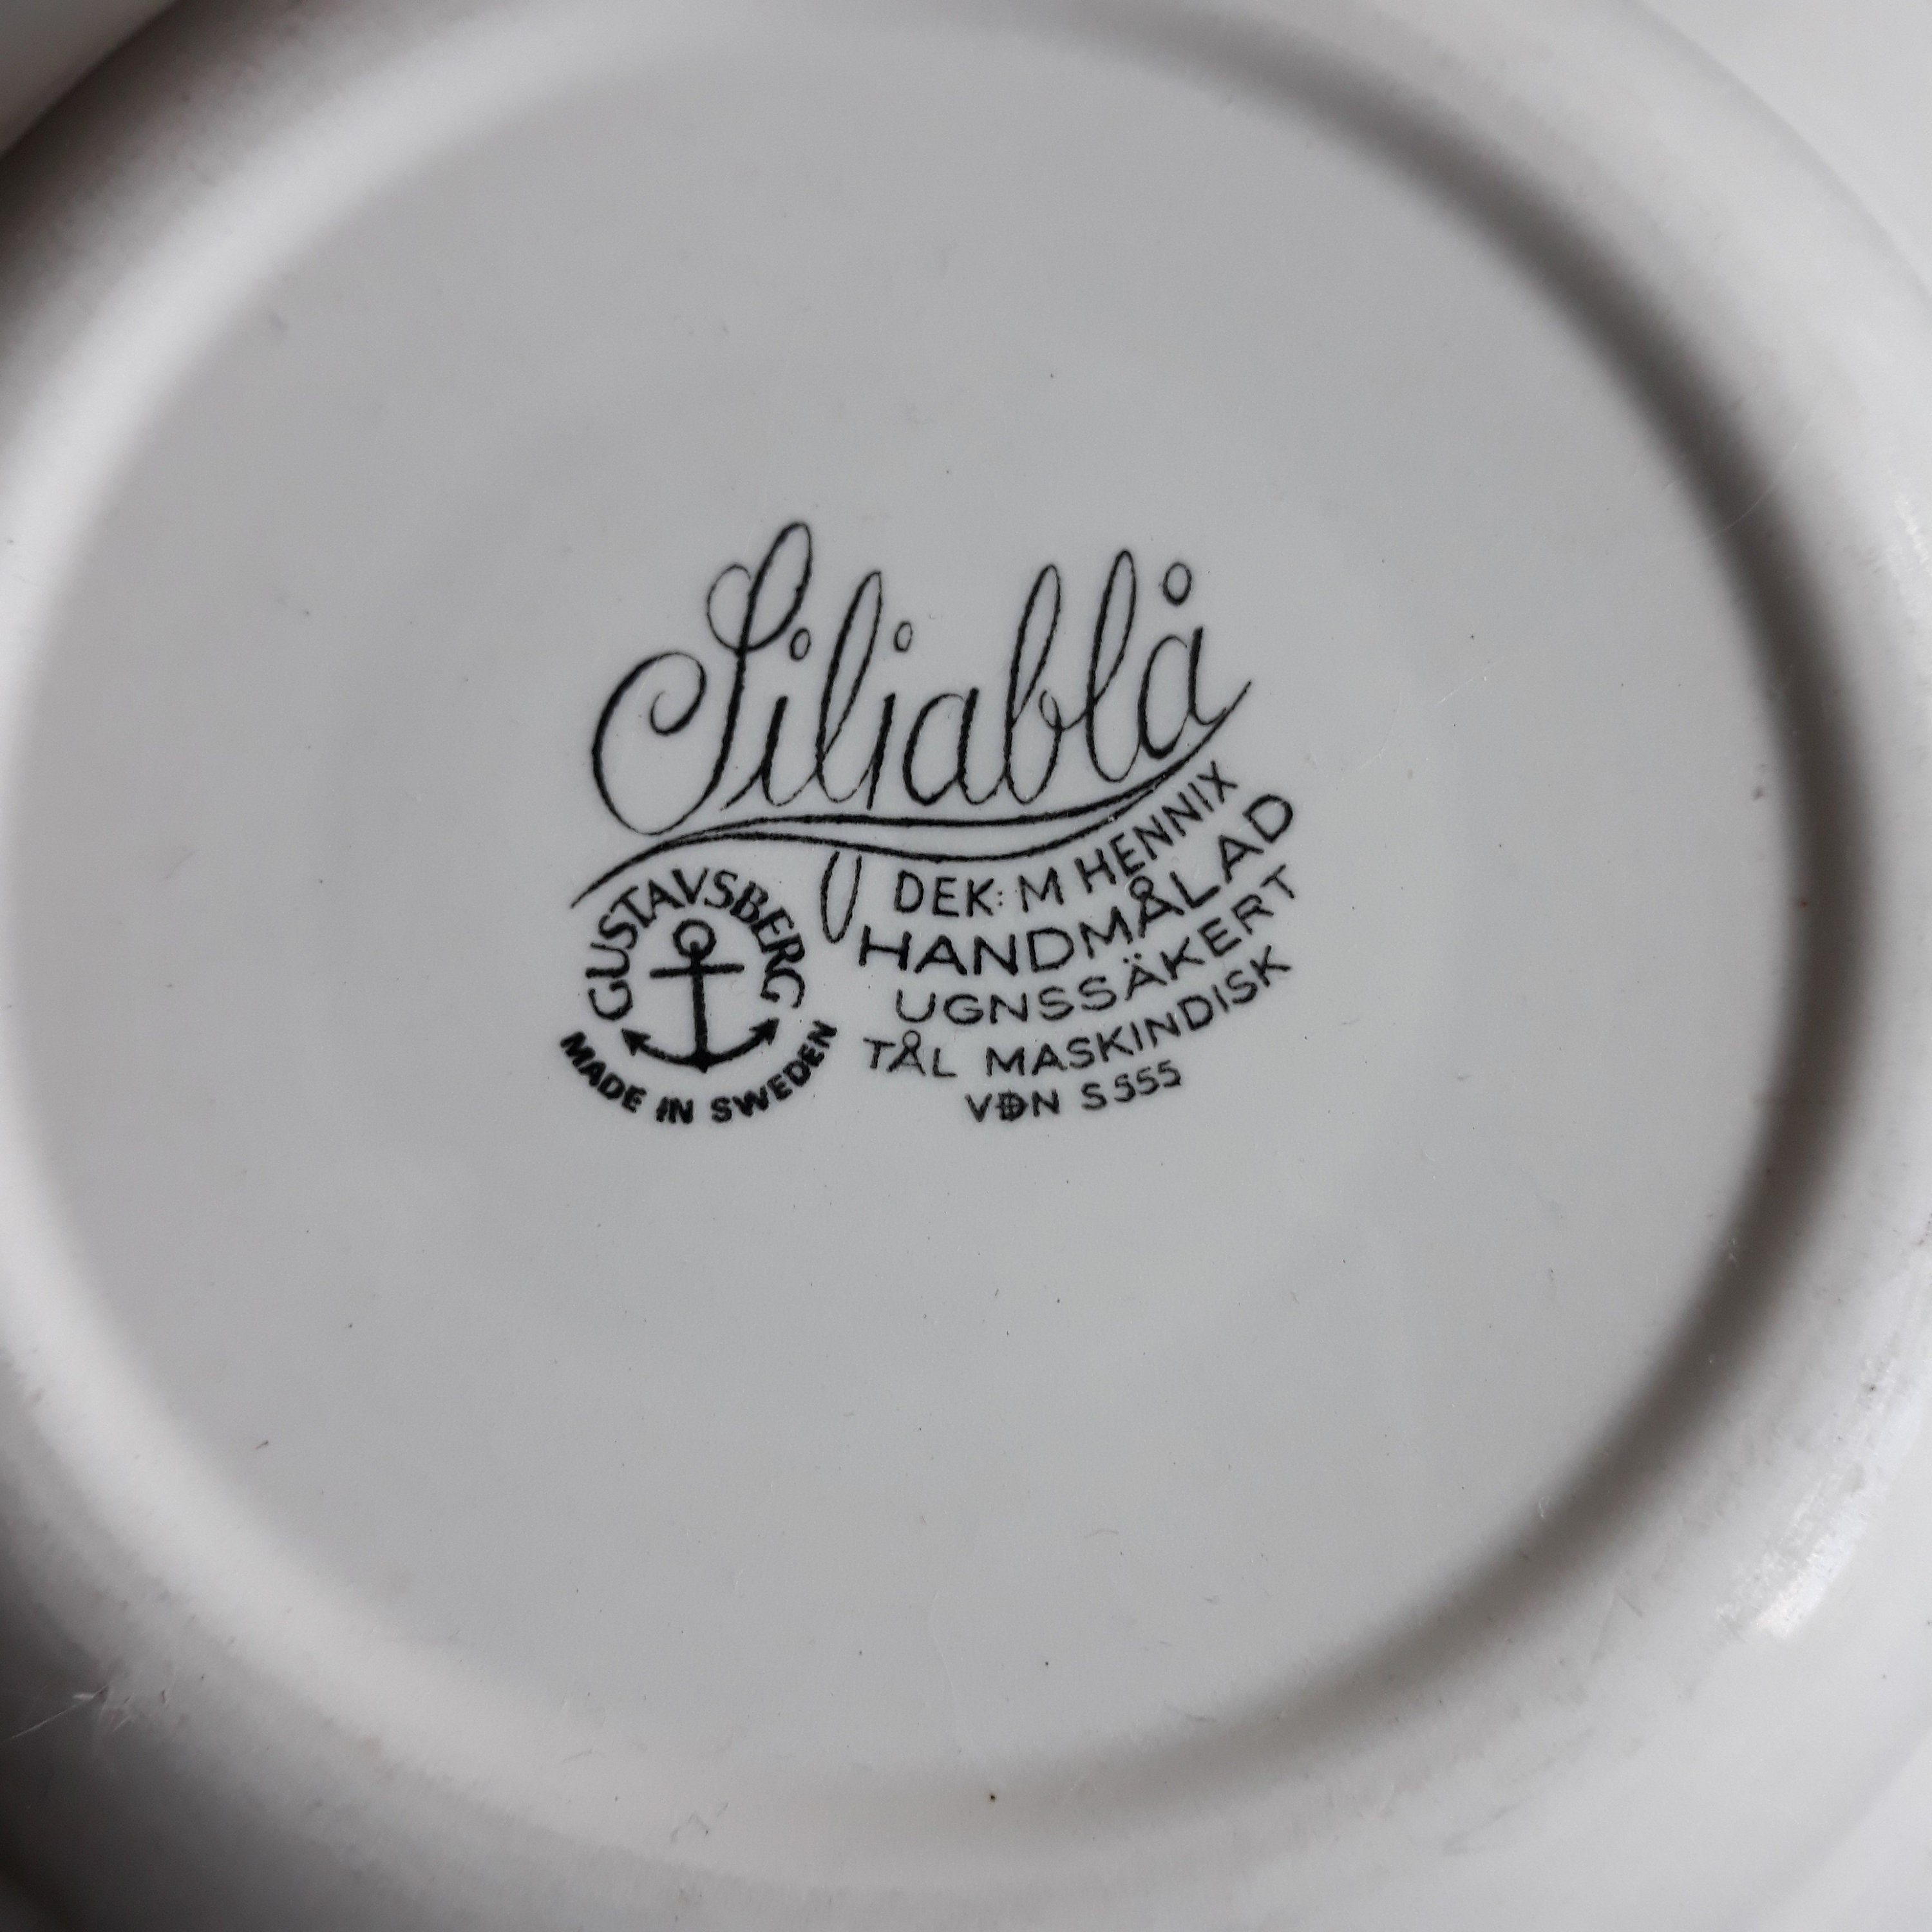 Siljablå
GUSTAVSBERG
MADE IN SWEDEN
DEK: M HENNIX
HANDMÅLAD
UGNSSÄKERT
TÅL MASKINDISK
VDN S555